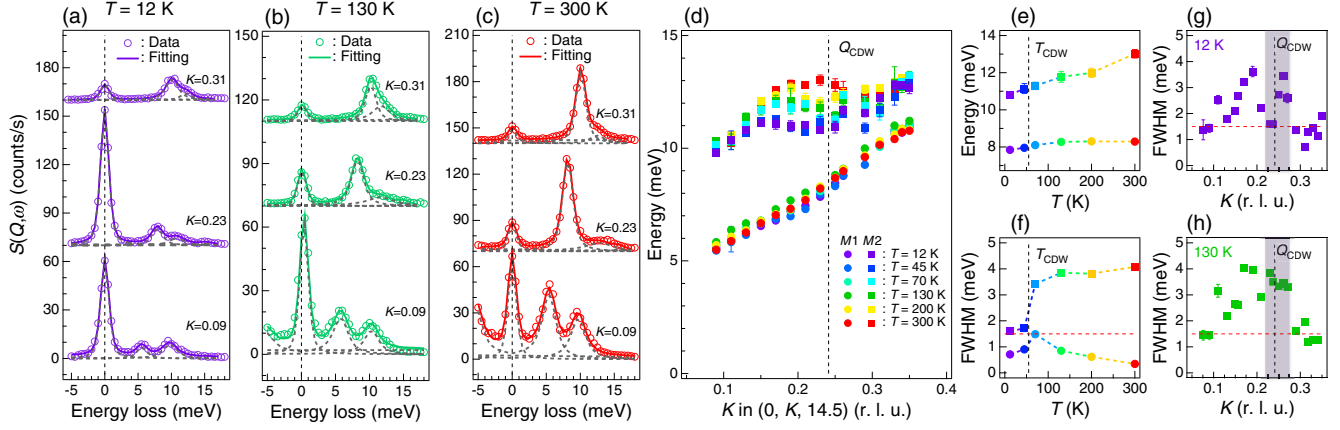 (a) T = 12 K
: Data
: Fitting
K=0.31
K=0.23
K=0.09
180
150
120
90
60
30
0
S(Q,ω) (counts/s)
-5 0 5 10 15
Energy loss (meV)
(b) T = 130 K
: Data
: Fitting
K=0.31
K=0.23
K=0.09
150
120
90
60
30
0
-5 0 5 10 15
Energy loss (meV)
(c) T = 300 K
: Data
: Fitting
K=0.31
K=0.23
K=0.09
210
180
150
120
90
60
30
0
-5 0 5 10 15
Energy loss (meV)
(d)
QCDW
15
10
5
0
Energy (meV)
M1 M2
: T = 12 K
: T = 45 K
: T = 70 K
: T = 130 K
: T = 200 K
: T = 300 K
0.1 0.2 0.3 0.4
K in (0, K, 14.5) (r. l. u.)
(e)
TCDW
14
12
10
8
Energy (meV)
0 100 200 300
T (K)
(f)
TCDW
5
4
3
2
1
0
FWHM (meV)
0 100 200 300
T (K)
(g)
12 K
QCDW
5
4
3
2
1
0
FWHM (meV)
0.1 0.2 0.3
K (r. l. u.)
(h)
130 K
QCDW
5
4
3
2
1
0
FWHM (meV)
0.1 0.2 0.3
K (r. l. u.)